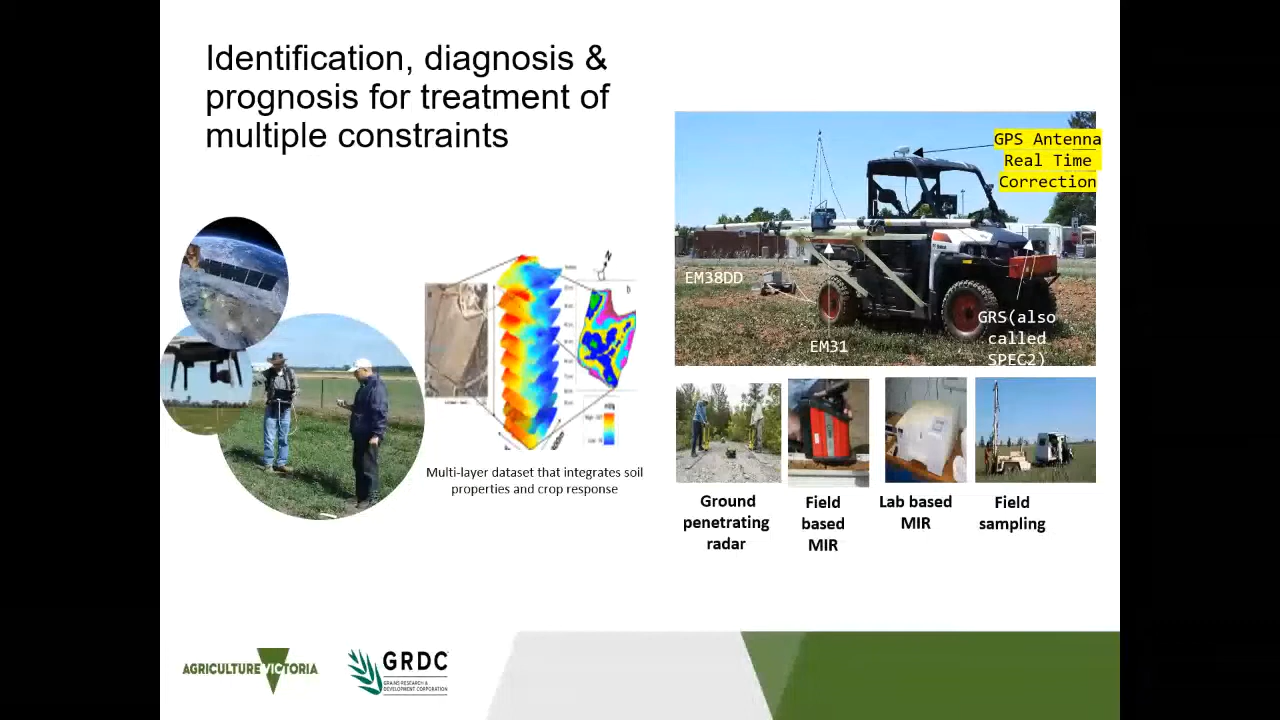 Identification, diagnosis &
prognosis for treatment of
multiple constraints
GPS Antenna
Real Time
Correction
EM38DD
EM31
GRS(also
called
SPEC2)
N
a
b
Multi-layer dataset that integrates soil
properties and crop response
Ground
penetrating
radar
Field
based
MIR
Lab based
MIR
Field
sampling
AGRICULTURE VICTORIA
GRDC
GRAINS RESEARCH &
DEVELOPMENT CORPORATION